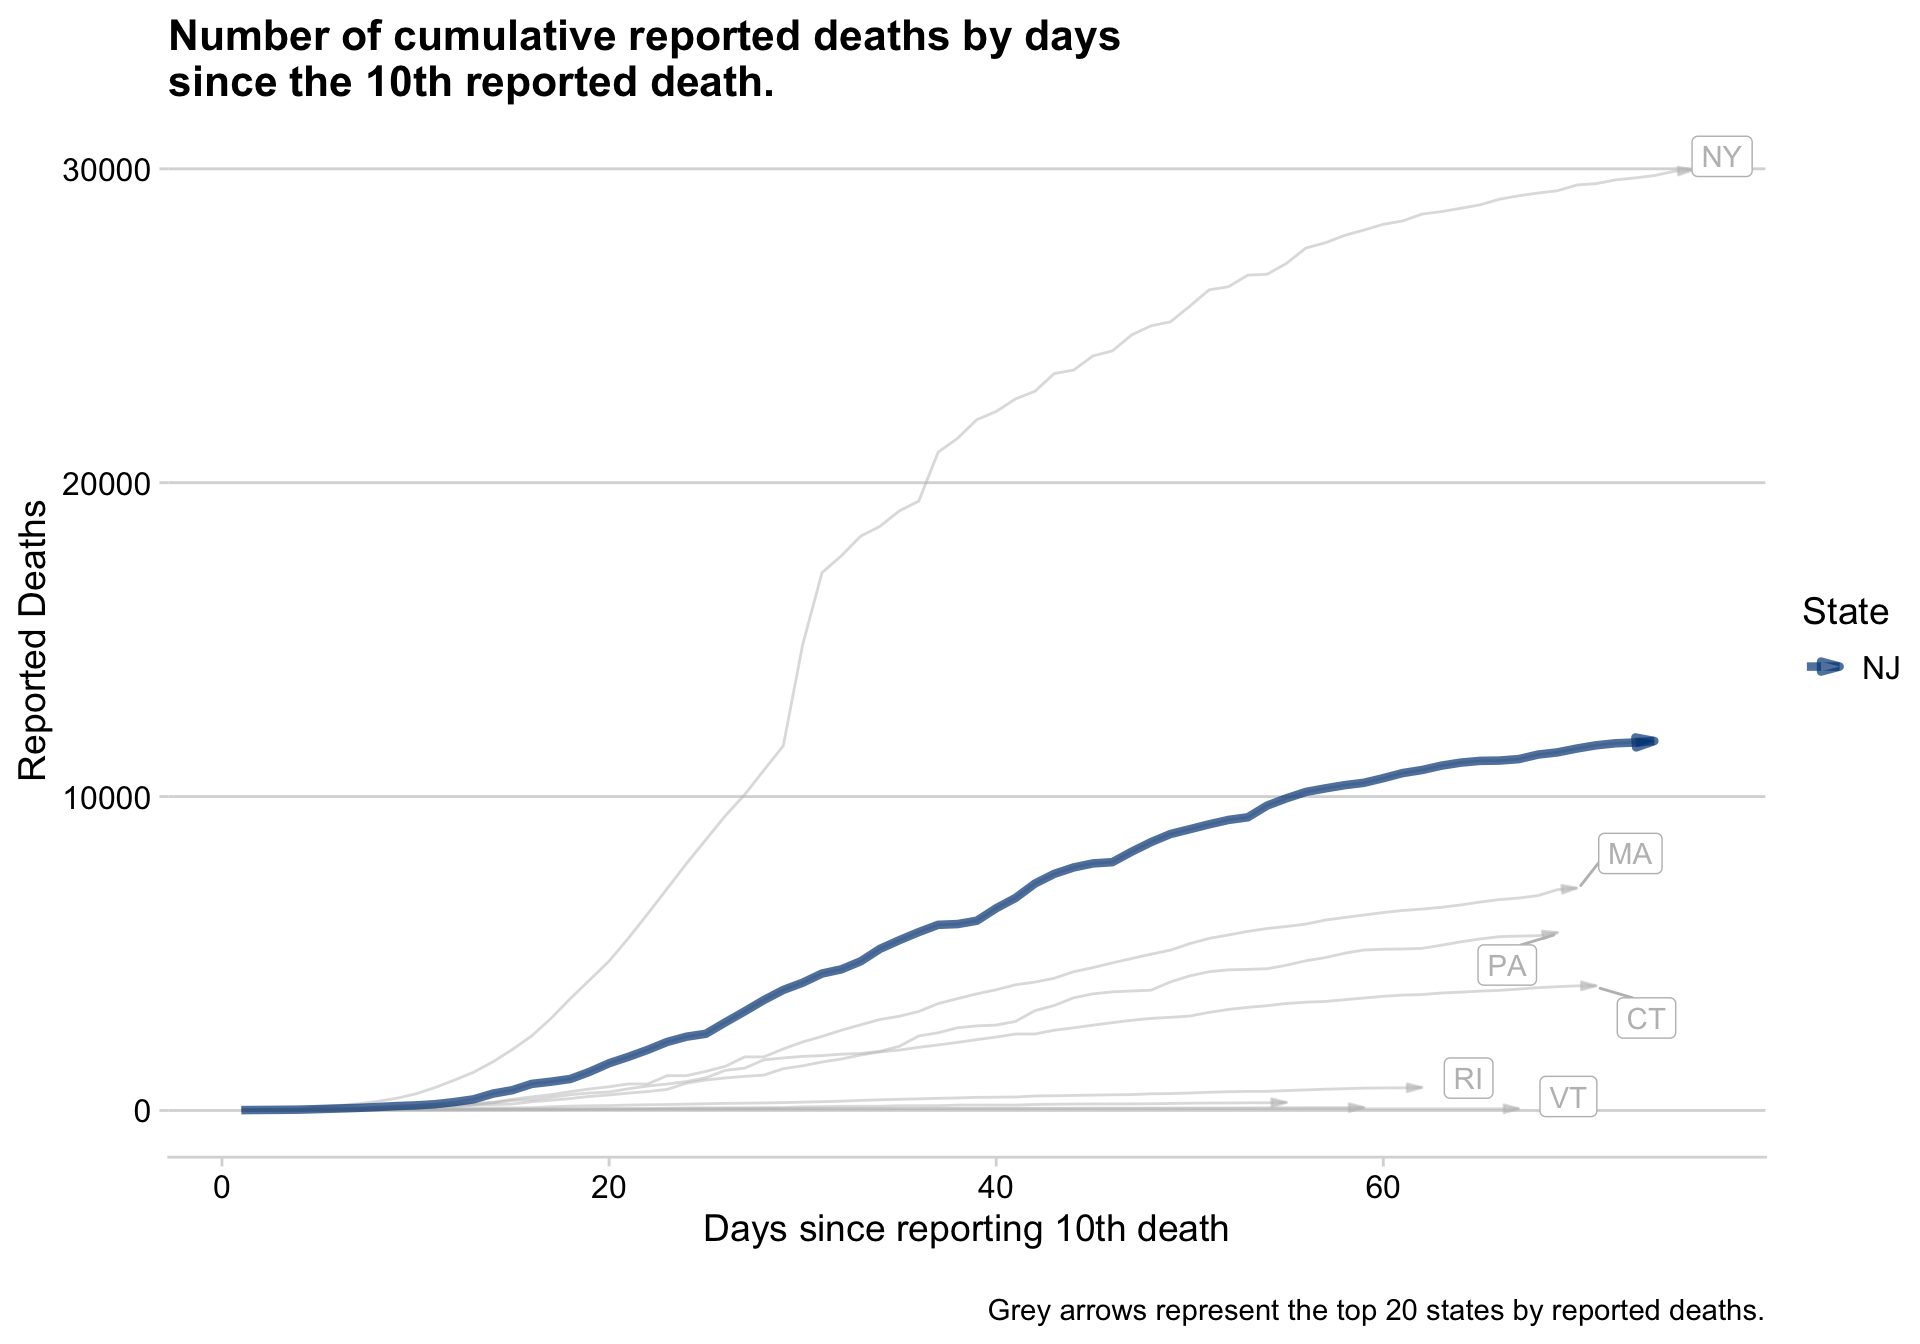 Number of cumulative reported deaths by days
since the 10th reported death.
NY
30000
20000
Reported Deaths
State
NJ
10000
MA
PA
CT
RI
VT
0
0 20 40 60
Days since reporting 10th death
Grey arrows represent the top 20 states by reported deaths.